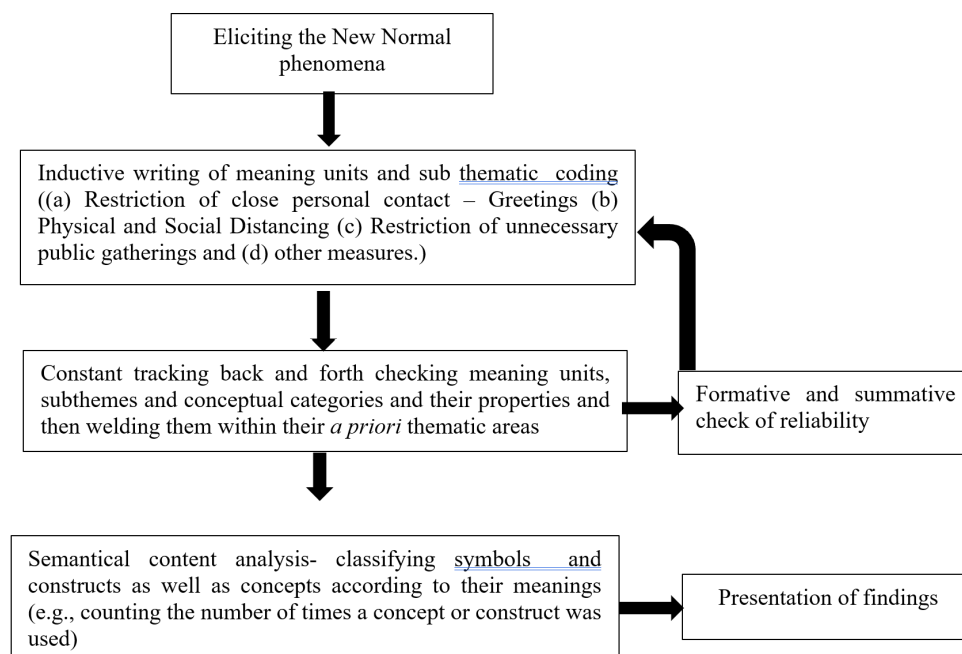 Eliciting the New Normal
phenomena
Inductive writing of meaning units and sub thematic coding
((a) Restriction of close personal contact – Greetings (b)
Physical and Social Distancing (c) Restriction of unnecessary
public gatherings and (d) other measures.)
Constant tracking back and forth checking meaning units,
subthemes and conceptual categories and their properties and
then welding them within their a priori thematic areas
Formative and summative
check of reliability
Semantical content analysis- classifying symbols and
constructs as well as concepts according to their meanings
(e.g., counting the number of times a concept or construct was
used)
Presentation of findings